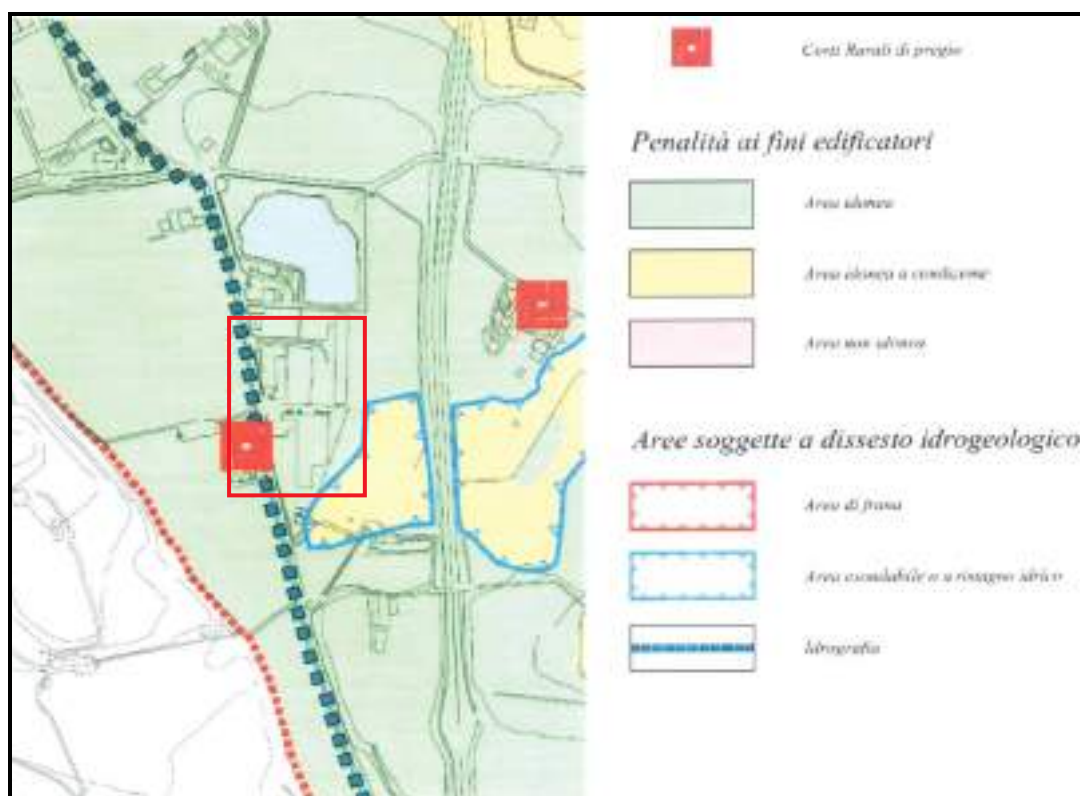 Corti Rurali di pregio
Penalità ai fini edificatori
Area idonea
Area idonea a condizione
Area non idonea
Aree soggette a dissesto idrogeologico
Area di frana
Area esondabile o a ristagno idrico
Idrografia